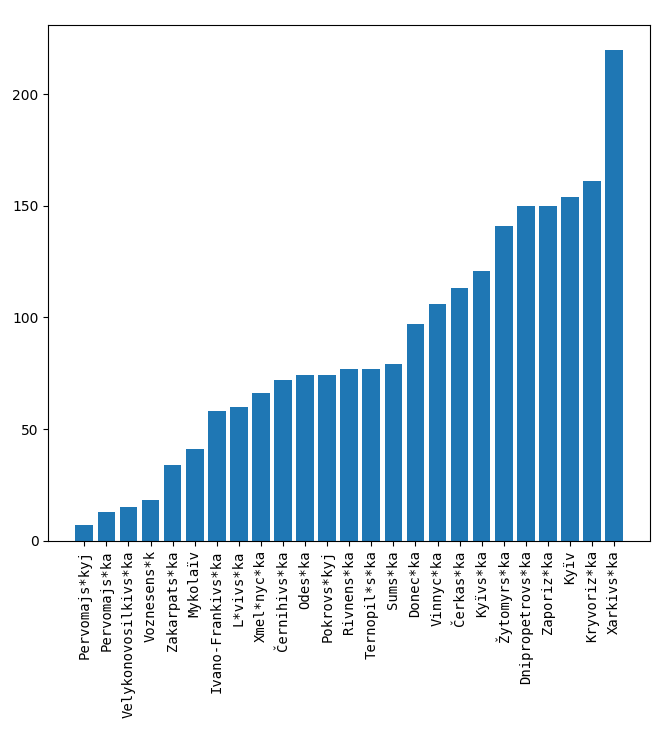 200
150
100
50
0
Pervomajs*kyj
Pervomajs*ka
Velykonovosilkivs*ka
Voznesens*k
Zakarpats*ka
Mykolaïv
Ivano-Frankivs*ka
L*vivs*ka
Xmel*nyc*ka
Černihivs*ka
Odes*ka
Pokrovs*kyj
Rivnens*ka
Ternopil*s*ka
Sums*ka
Donec*ka
Vinnyc*ka
Čerkas*ka
Kyïvs*ka
Žytomyrs*ka
Dnipropetrovs*ka
Zaporiz*ka
Kyïv
Kryvoriz*ka
Xarkivs*ka